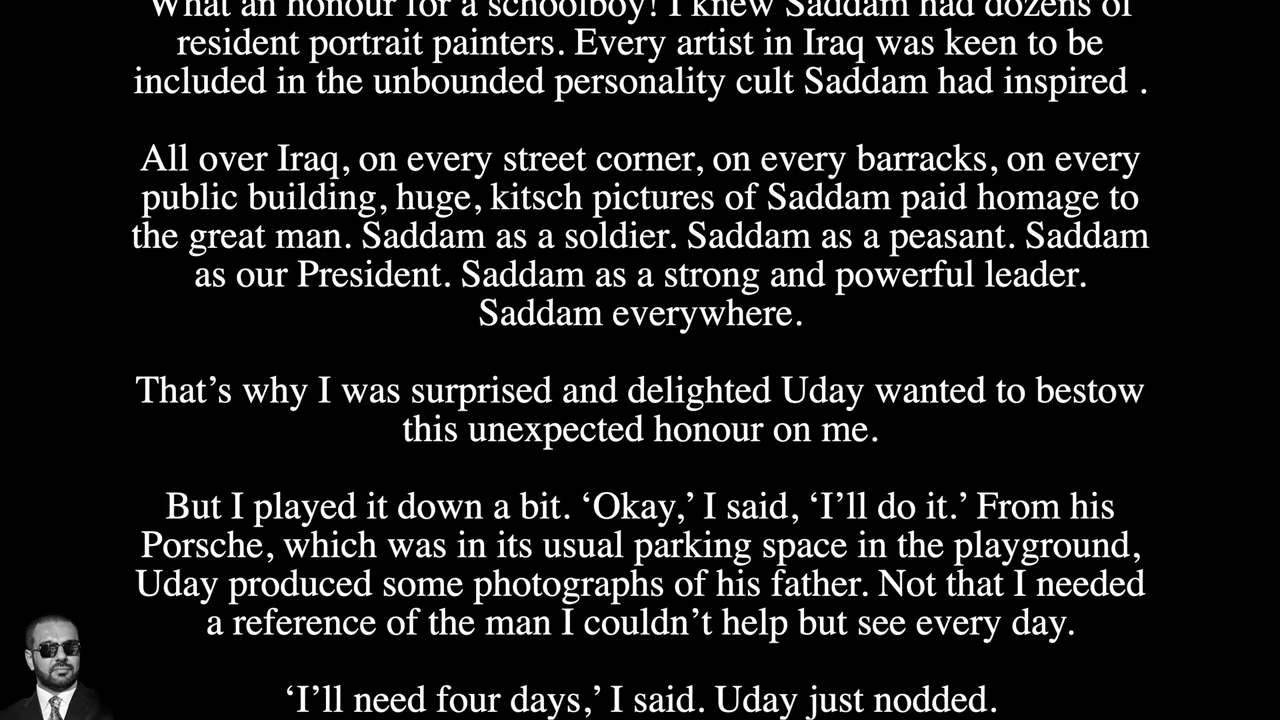 What an honour for a schoolboy! I knew Saddam had dozens of
resident portrait painters. Every artist in Iraq was keen to be
included in the unbounded personality cult Saddam had inspired .
All over Iraq, on every street corner, on every barracks, on every
public building, huge, kitsch pictures of Saddam paid homage to
the great man. Saddam as a soldier. Saddam as a peasant. Saddam
as our President. Saddam as a strong and powerful leader.
Saddam everywhere.
That’s why I was surprised and delighted Uday wanted to bestow
this unexpected honour on me.
But I played it down a bit. ‘Okay,’ I said, ‘I’ll do it.’ From his
Porsche, which was in its usual parking space in the playground,
Uday produced some photographs of his father. Not that I needed
a reference of the man I couldn’t help but see every day.
‘I’ll need four days,’ I said. Uday just nodded.